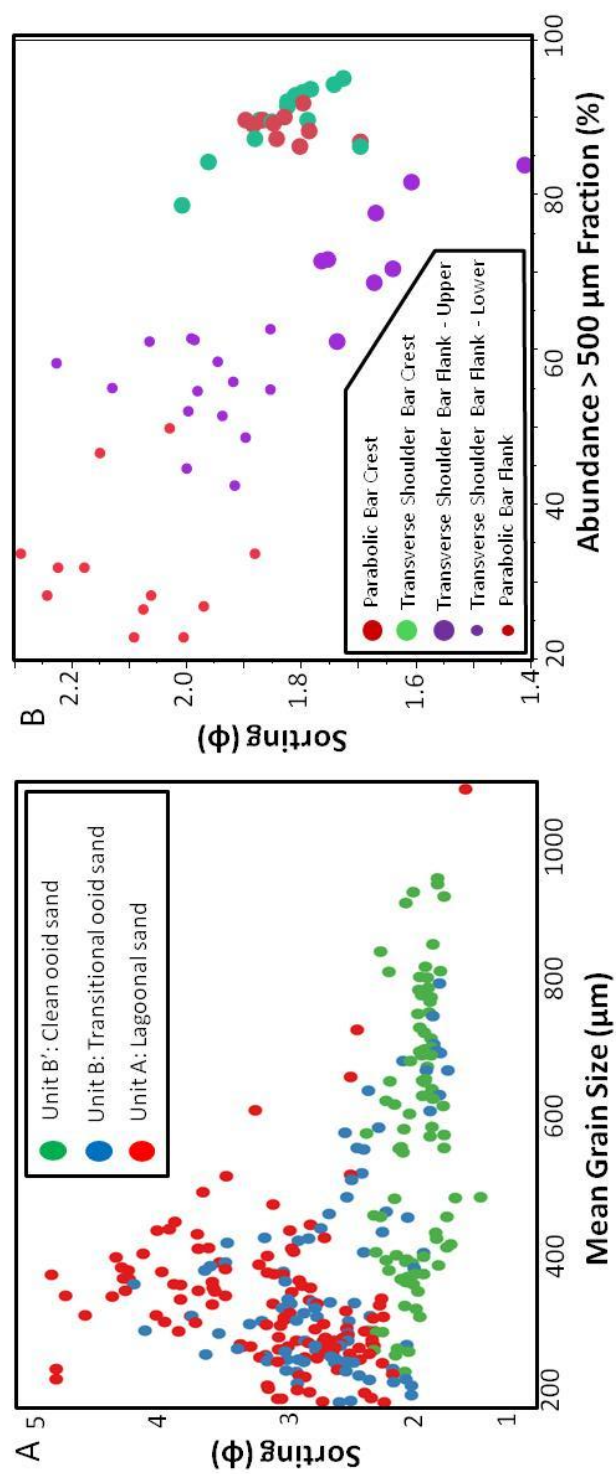 A
Sorting (Φ)
5
4
3
2
1
Unit B': Clean ooid sand
Unit B: Transitional ooid sand
Unit A: Lagoonal sand
200
400
600
800
1000
Mean Grain Size (µm)
B
Sorting (Φ)
2.2
2.0
1.8
1.6
1.4
Parabolic Bar Crest
Transverse Shoulder Bar Crest
Transverse Shoulder Bar Flank - Upper
Transverse Shoulder Bar Flank - Lower
Parabolic Bar Flank
20
40
60
80
100
Abundance > 500 µm Fraction (%)